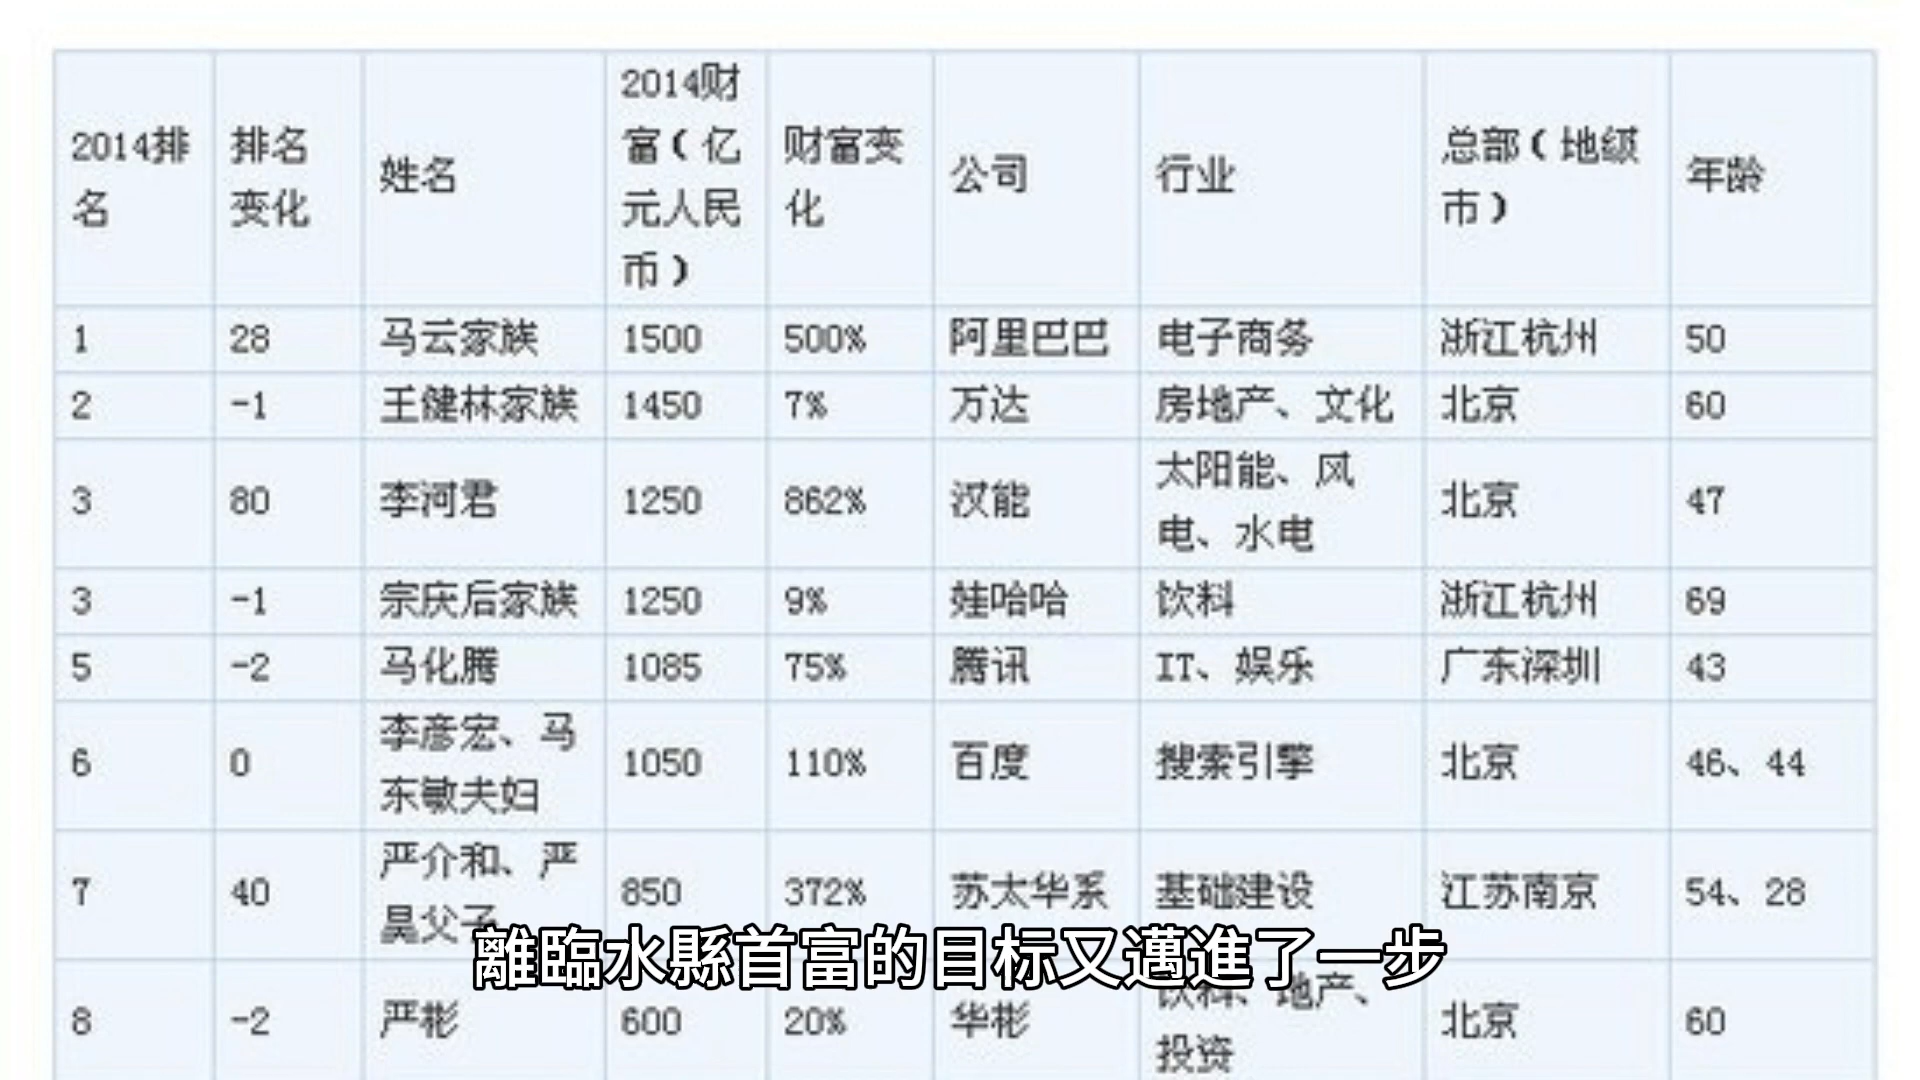 2014排名 排名变化 姓名 2014财富（亿元人民币） 财富变化 公司 行业 总部（地级市） 年龄
1 28 马云家族 1500 500% 阿里巴巴 电子商务 浙江杭州 50
2 -1 王健林家族 1450 7% 万达 房地产、文化 北京 60
3 80 李河君 1250 862% 汉能 太阳能、风电、水电 北京 47
3 -1 宗庆后家族 1250 9% 娃哈哈 饮料 浙江杭州 69
5 -2 马化腾 1085 75% 腾讯 IT、娱乐 广东深圳 43
6 0 李彦宏、马东敏夫妇 1050 110% 百度 搜索引擎 北京 46、44
7 40 严介和、严昊父子 850 372% 苏太华系 基础建设 江苏南京 54、28
8 -2 严彬 600 20% 华彬 饮料、地产、投资 北京 60
離臨水縣首富的目标又邁進了一步